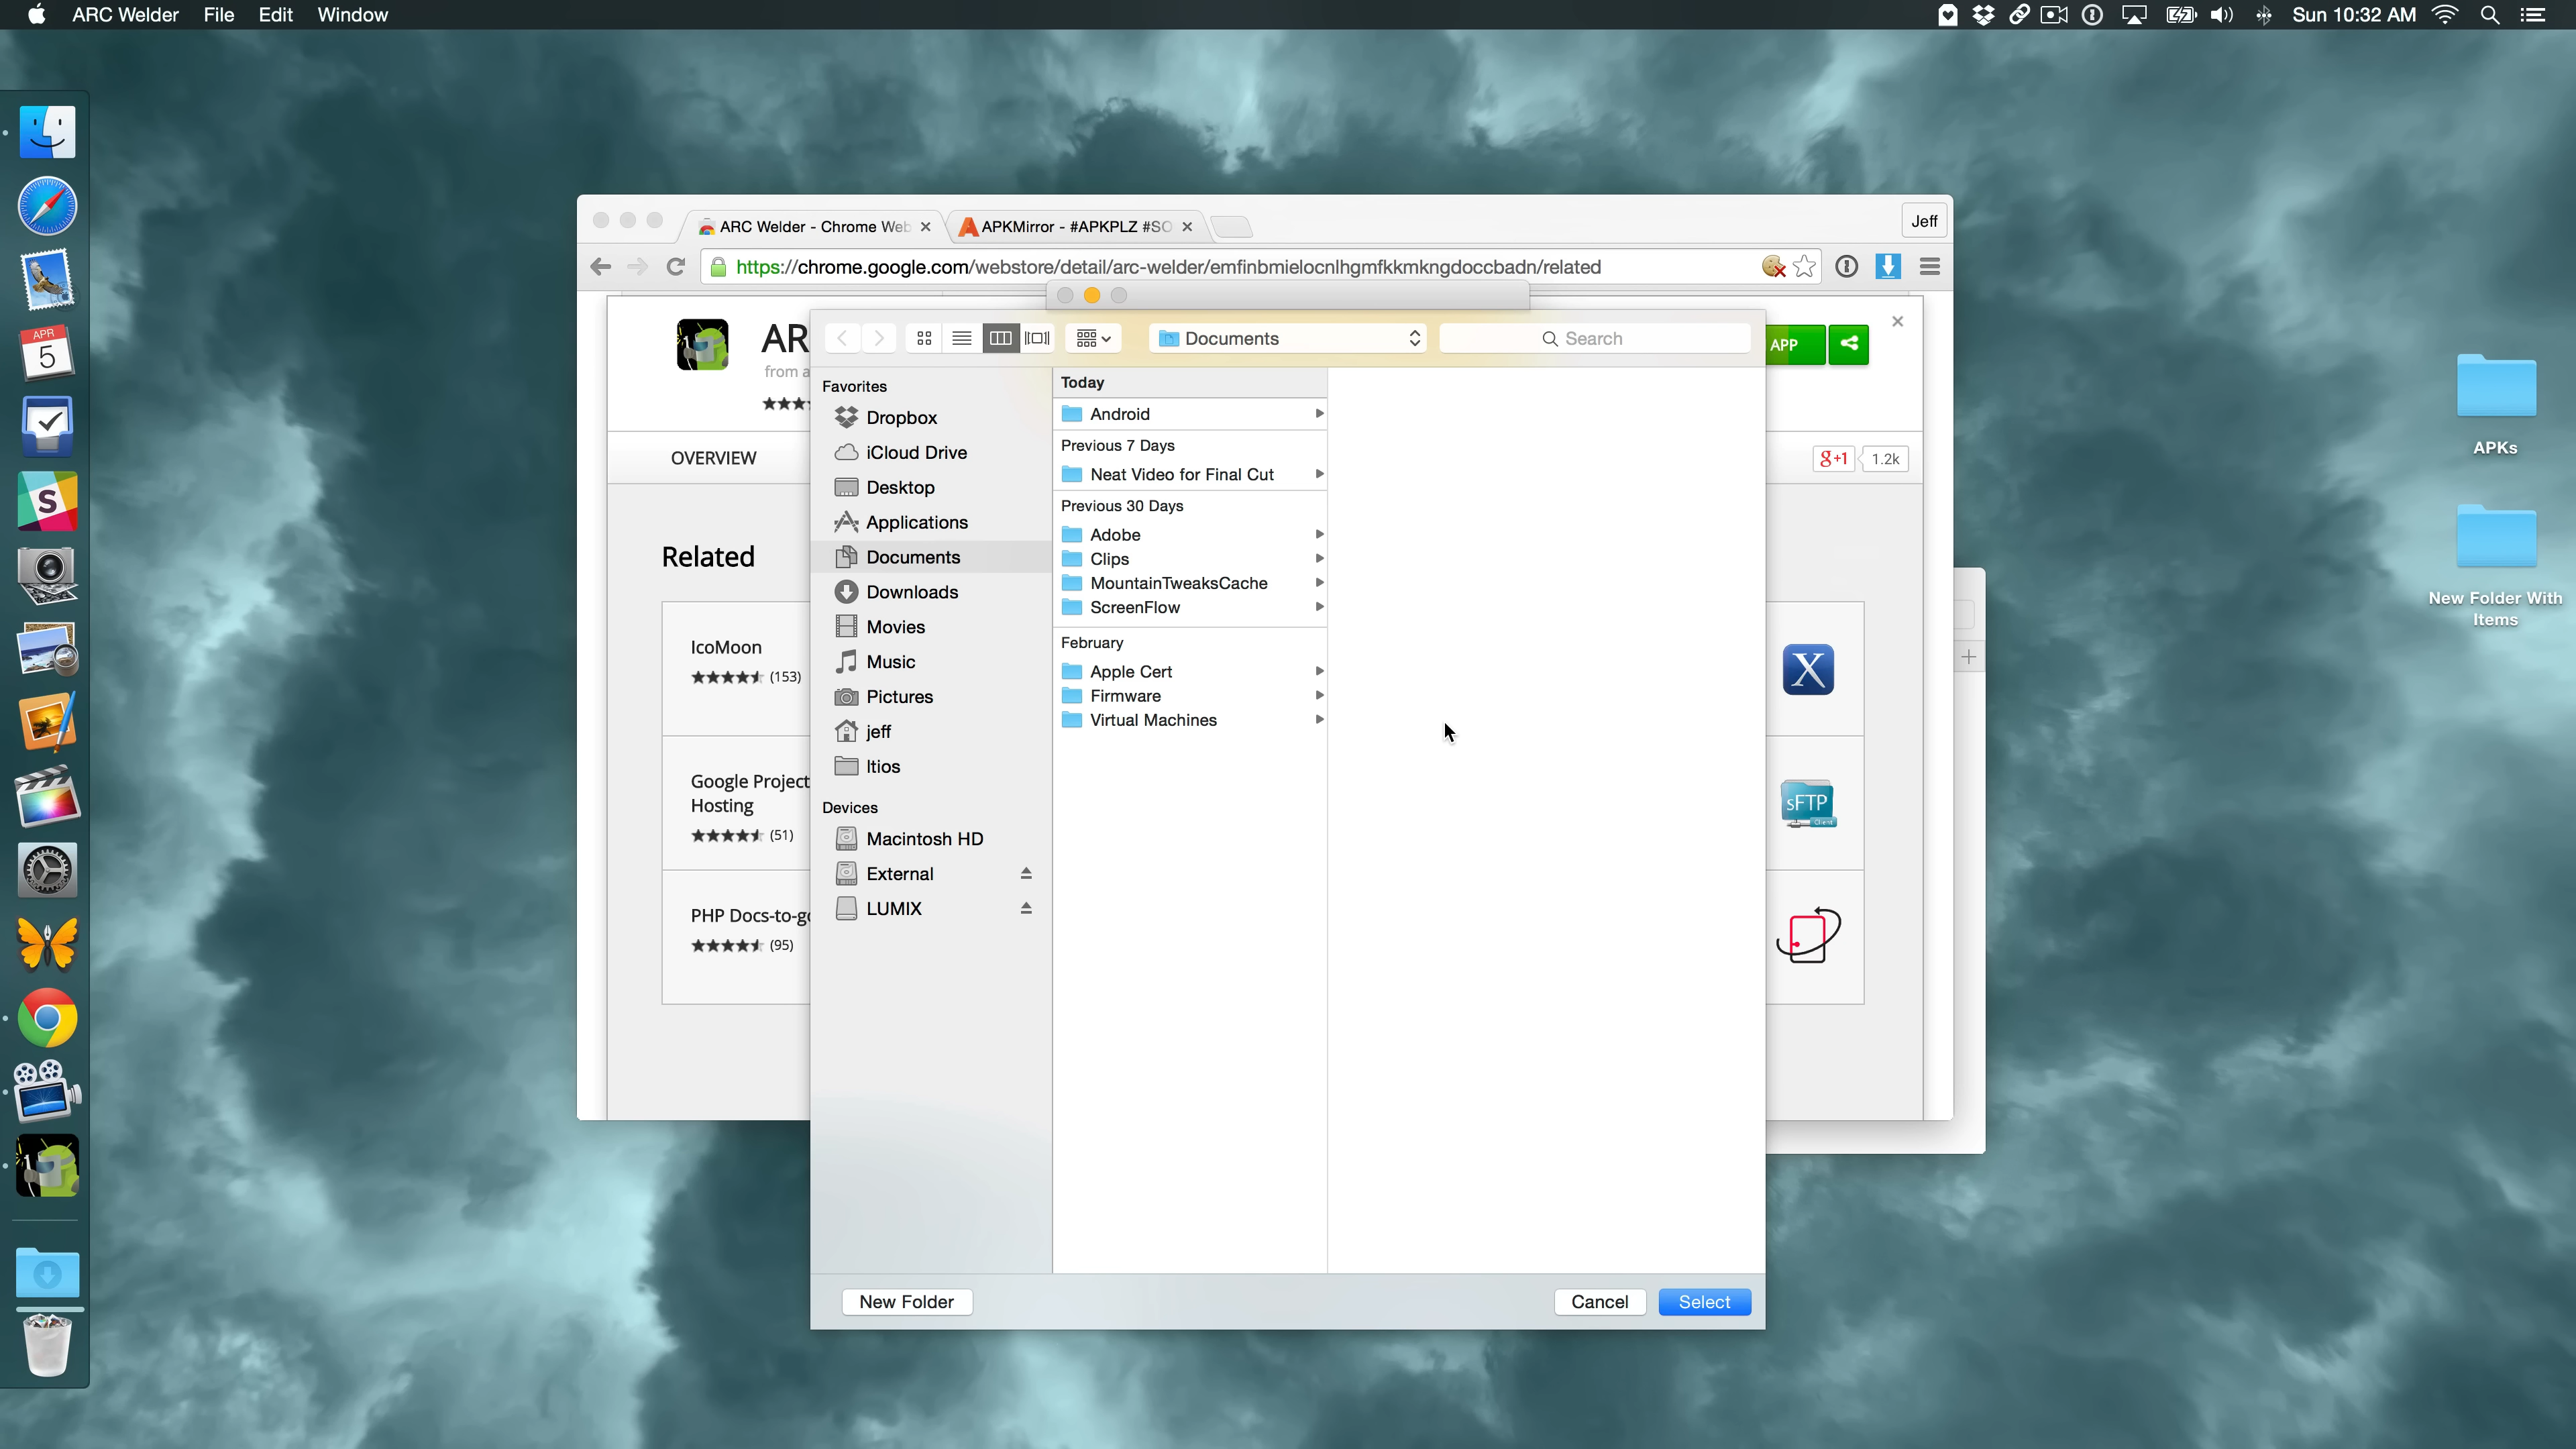 ARC Welder File Edit Window
Sun 10:32 AM
APR
5
S
ARC Welder - Chrome Web
APKMirror - #APKPLZ #SO
Jeff
https://chrome.google.com/webstore/detail/arc-welder/emfinbmielocnlhgmfkkmkngdoccbadn/related
AR
from a
APP
OVERVIEW
g+1 1.2k
Related
IcoMoon
(153)
Google Project
Hosting
(51)
PHP Docs-to-go
(95)
X
sFTP
Client
Documents
Search
Favorites
Dropbox
iCloud Drive
Desktop
Applications
Documents
Downloads
Movies
Music
Pictures
jeff
Itios
Devices
Macintosh HD
External
LUMIX
Today
Android
Previous 7 Days
Neat Video for Final Cut
Previous 30 Days
Adobe
Clips
MountainTweaksCache
ScreenFlow
February
Apple Cert
Firmware
Virtual Machines
New Folder
Cancel
Select
APKs
New Folder With
Items